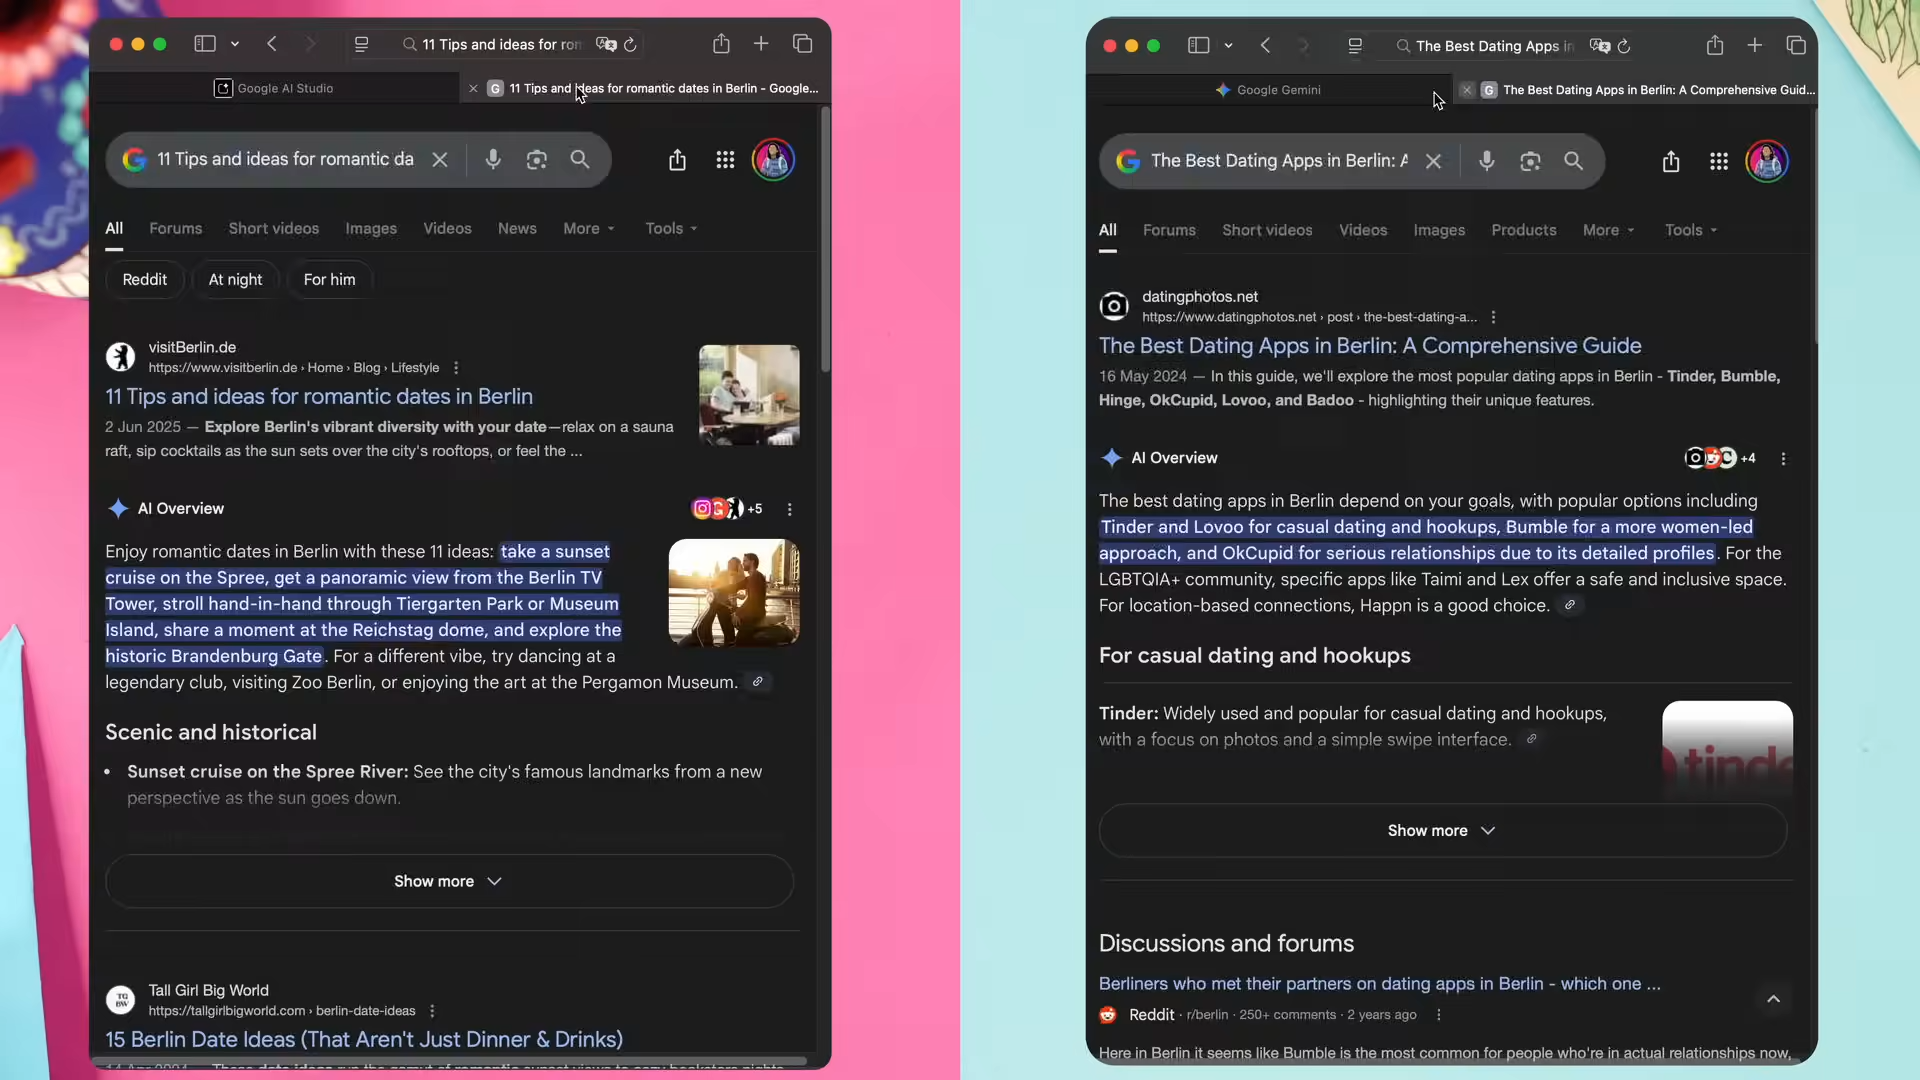 11 Tips and ideas for ron
Google AI Studio
11 Tips and ideas for romantic dates in Berlin - Google...
11 Tips and ideas for romantic da
All
Forums
Short videos
Images
Videos
News
More
Tools
Reddit
At night
For him
visitBerlin.de
https://www.visitberlin.de › Home › Blog › Lifestyle
11 Tips and ideas for romantic dates in Berlin
2 Jun 2025 — Explore Berlin's vibrant diversity with your date—relax on a sauna
raft, sip cocktails as the sun sets over the city's rooftops, or feel the ...
AI Overview
+5
Enjoy romantic dates in Berlin with these 11 ideas: take a sunset
cruise on the Spree, get a panoramic view from the Berlin TV
Tower, stroll hand-in-hand through Tiergarten Park or Museum
Island, share a moment at the Reichstag dome, and explore the
historic Brandenburg Gate. For a different vibe, try dancing at a
legendary club, visiting Zoo Berlin, or enjoying the art at the Pergamon Museum.
Scenic and historical
• Sunset cruise on the Spree River: See the city's famous landmarks from a new
perspective as the sun goes down.
Show more
TG
BW
Tall Girl Big World
https://tallgirlbigworld.com › berlin-date-ideas
15 Berlin Date Ideas (That Aren't Just Dinner & Drinks)
The Best Dating Apps in
Google Gemini
The Best Dating Apps in Berlin: A Comprehensive Guid...
The Best Dating Apps in Berlin: A
All
Forums
Short videos
Videos
Images
Products
More
Tools
datingphotos.net
https://www.datingphotos.net › post › the-best-dating-a...
The Best Dating Apps in Berlin: A Comprehensive Guide
16 May 2024 — In this guide, we'll explore the most popular dating apps in Berlin - Tinder, Bumble,
Hinge, OkCupid, Lovoo, and Badoo - highlighting their unique features.
AI Overview
+4
The best dating apps in Berlin depend on your goals, with popular options including
Tinder and Lovoo for casual dating and hookups, Bumble for a more women-led
approach, and OkCupid for serious relationships due to its detailed profiles. For the
LGBTQIA+ community, specific apps like Taimi and Lex offer a safe and inclusive space.
For location-based connections, Happn is a good choice.
For casual dating and hookups
Tinder: Widely used and popular for casual dating and hookups,
with a focus on photos and a simple swipe interface.
tinde
Show more
Discussions and forums
Berliners who met their partners on dating apps in Berlin - which one ...
Reddit · r/berlin · 250+ comments · 2 years ago
Here in Berlin it seems like Bumble is the most common for people who're in actual relationships now,